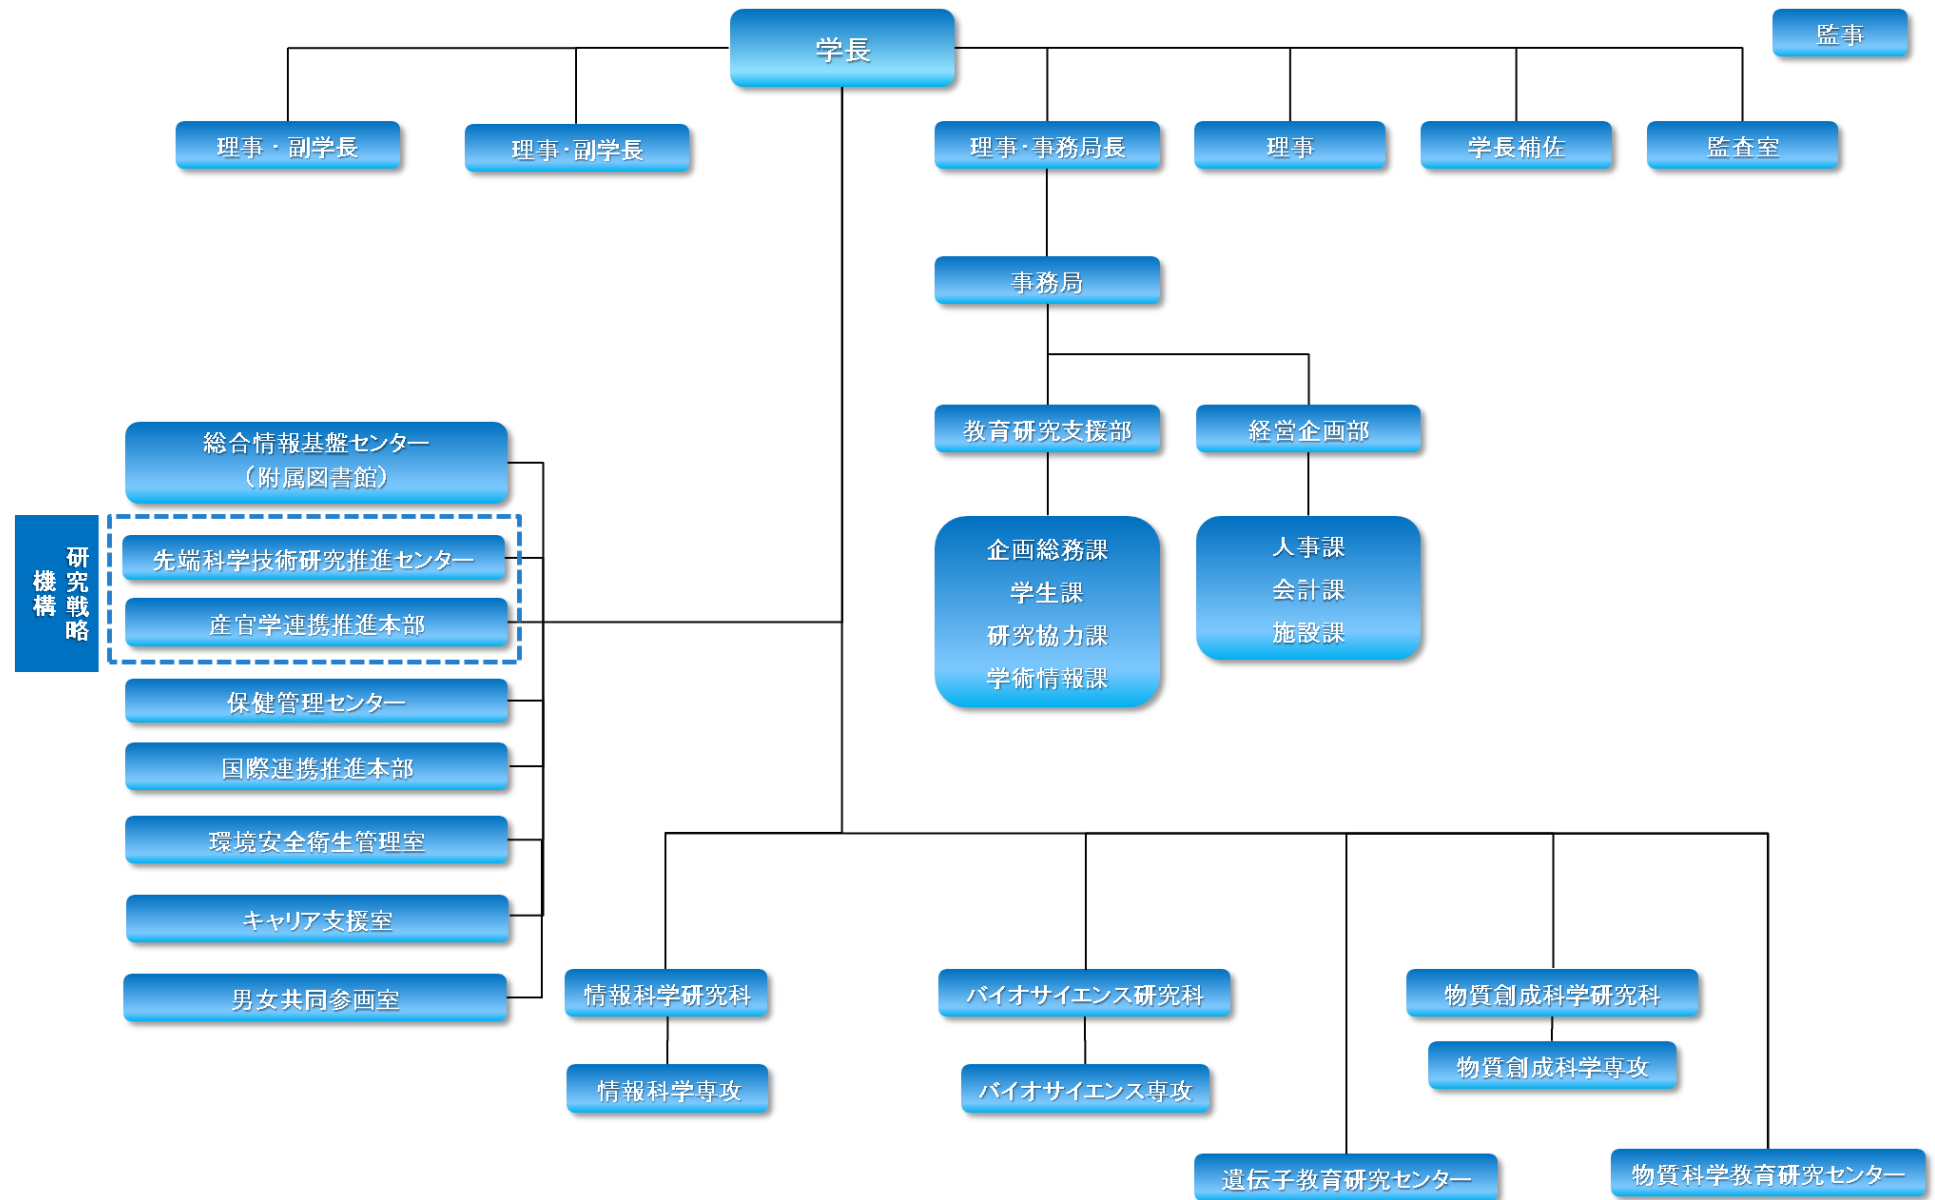 学長
監事
理事・副学長
理事・副学長
理事・事務局長
理事
学長補佐
監査室
事務局
教育研究支援部
経営企画部
企画総務課
学生課
研究協力課
学術情報課
人事課
会計課
施設課
総合情報基盤センター
（附属図書館）
研究戦略
機構
先端科学技術研究推進センター
産官学連携推進本部
保健管理センター
国際連携推進本部
環境安全衛生管理室
キャリア支援室
男女共同参画室
情報科学研究科
バイオサイエンス研究科
物質創成科学研究科
情報科学専攻
バイオサイエンス専攻
物質創成科学専攻
遺伝子教育研究センター
物質科学教育研究センター